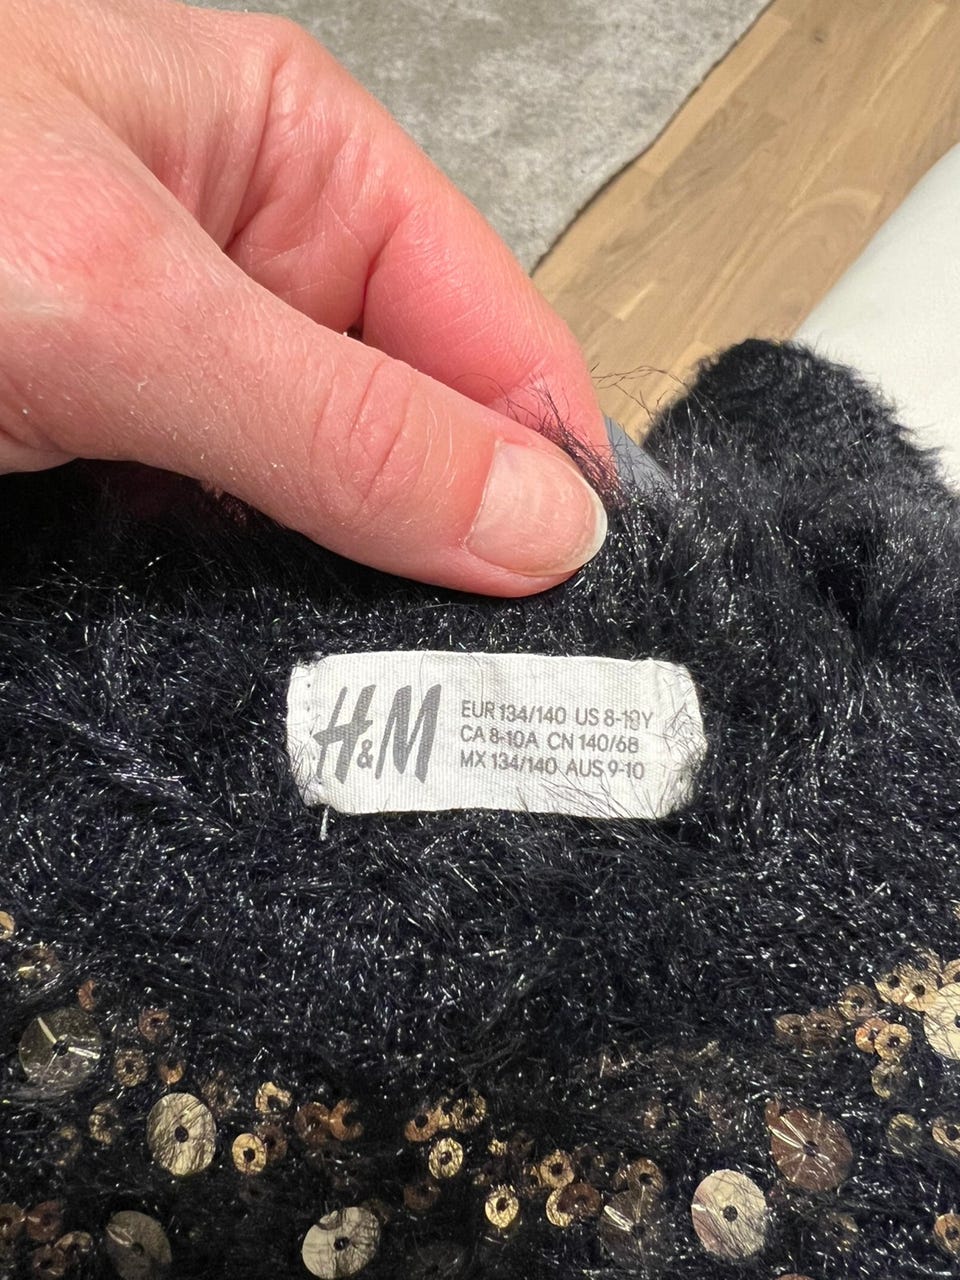 H&M
EUR 134/140 US 8-10Y
CA 8-10A CN 140/68
MX 134/140 AUS 9-10